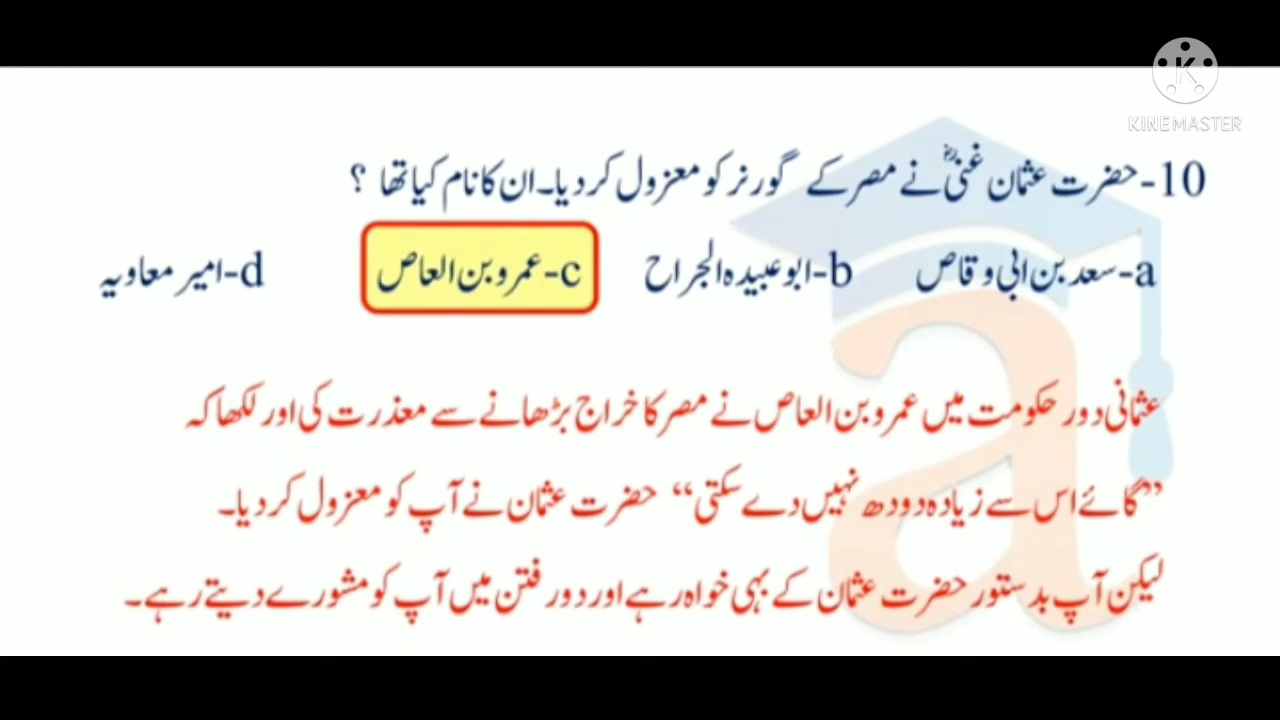 KINEMASTER
10-حضرت عثمان غنیؓ نے مصر کے گورنر کو معزول کر دیا۔ ان کا نام کیا تھا ؟
a-سعد بن ابی وقاص b-ابو عبیدہ الجراح c-عمرو بن العاص d-امیر معاویہ
عثمانی دور حکومت میں عمرو بن العاص نے مصر کا خراج بڑھانے سے معذرت کی اور لکھا کہ
”گائے اس سے زیادہ دودھ نہیں دے سکتی“ حضرت عثمان نے آپ کو معزول کر دیا۔
لیکن آپ بدستور حضرت عثمان کے بہی خواہ رہے اور دور فتن میں آپ کو مشورے دیتے رہے۔